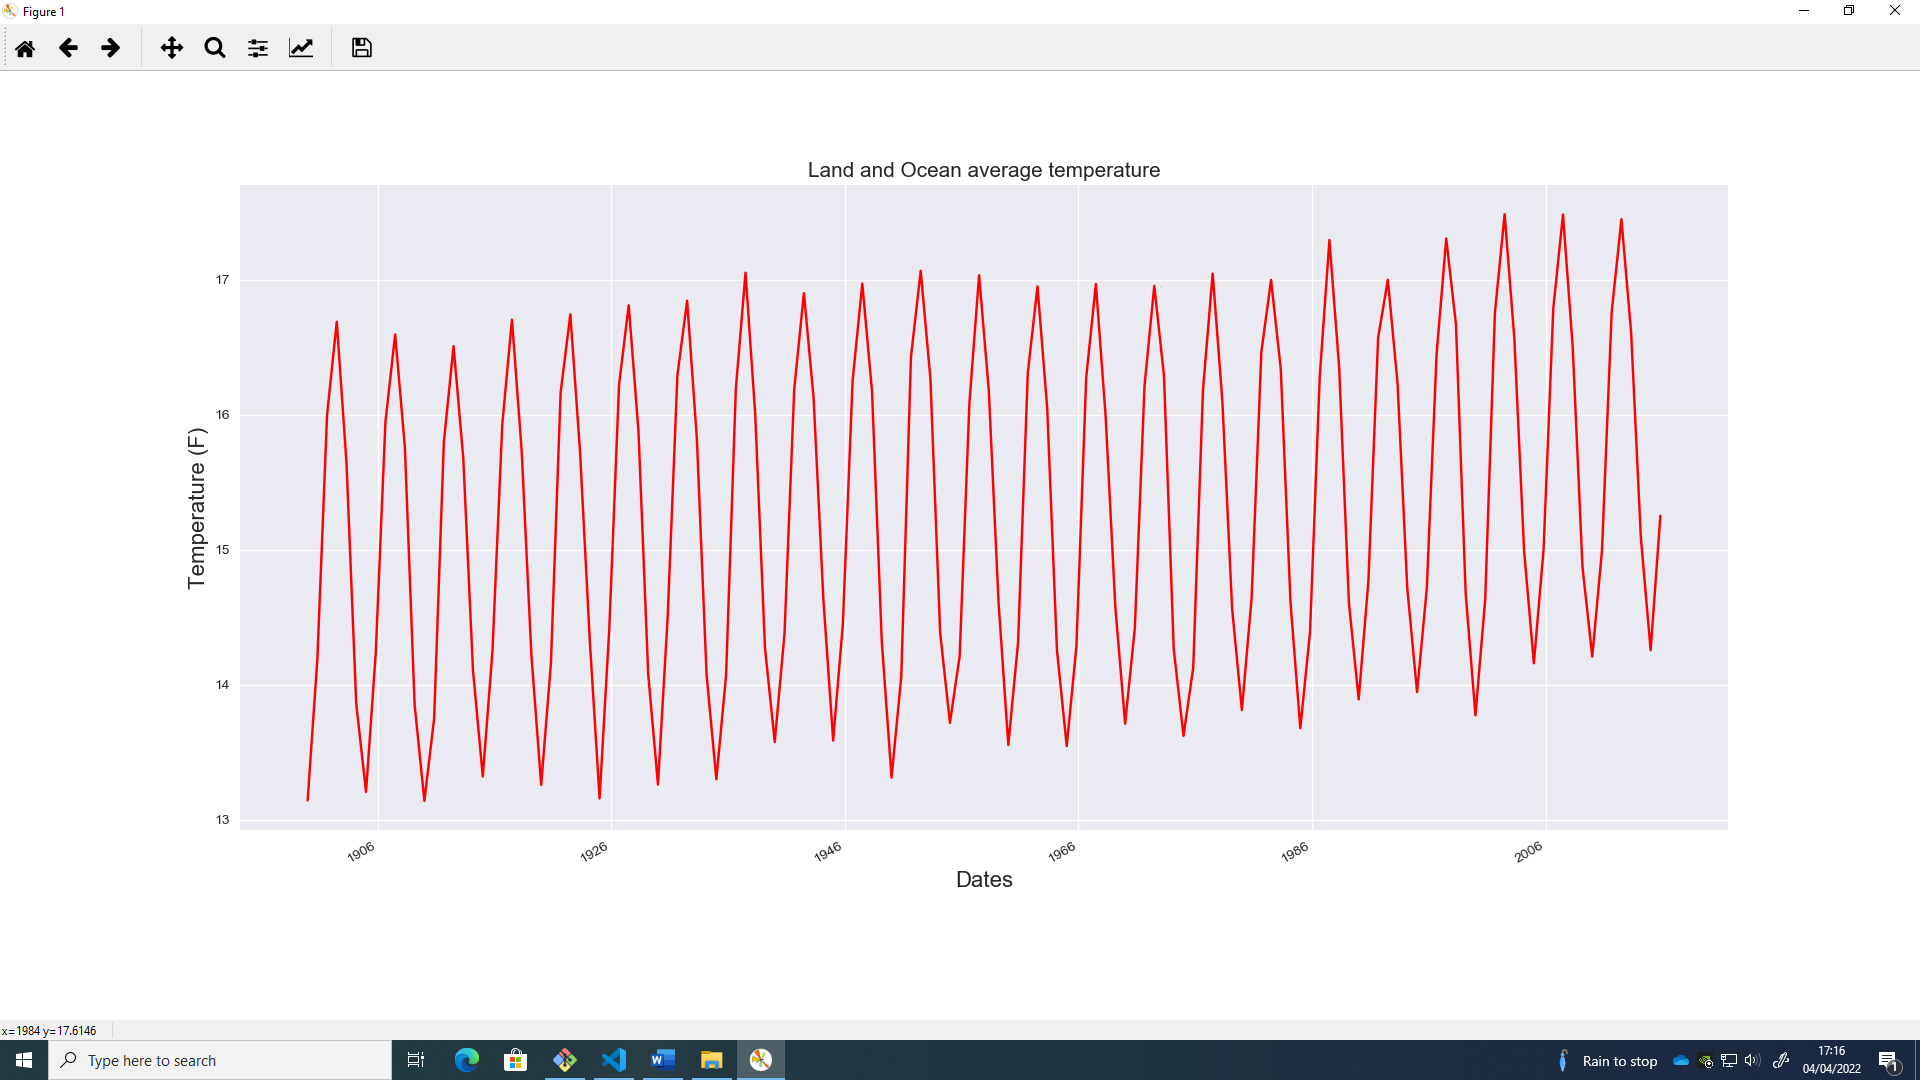 Figure 1
Land and Ocean average temperature
17
16
15
14
13
Temperature (F)
1906
1926
1946
1966
1986
2006
Dates
x=1984 y=17.6146
Type here to search
W
Rain to stop
17:16
04/04/2022
1